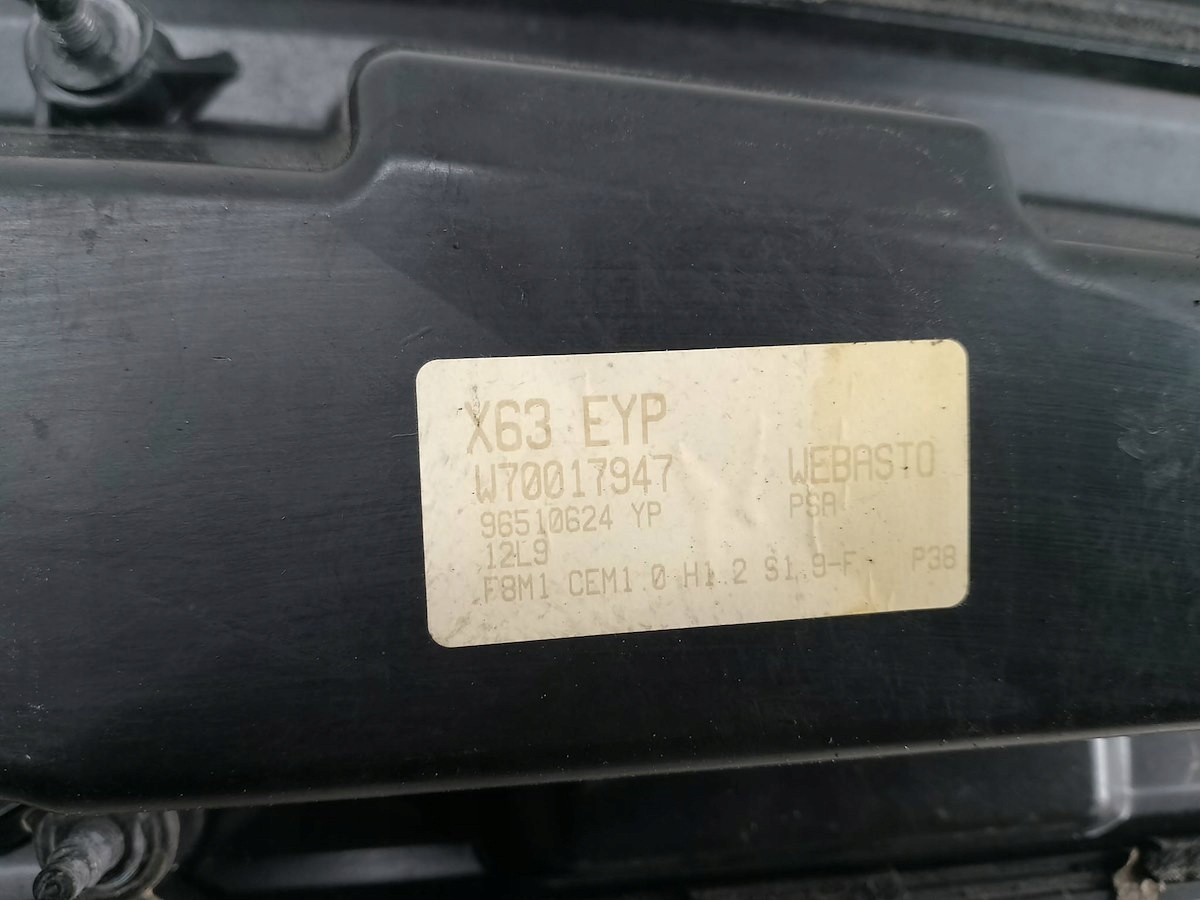 X63 EYP
W70017947 WEBASTO
96510624 YP PSA
12L9
F8M1 CEM1.0 H1.2 S1.9-F P38